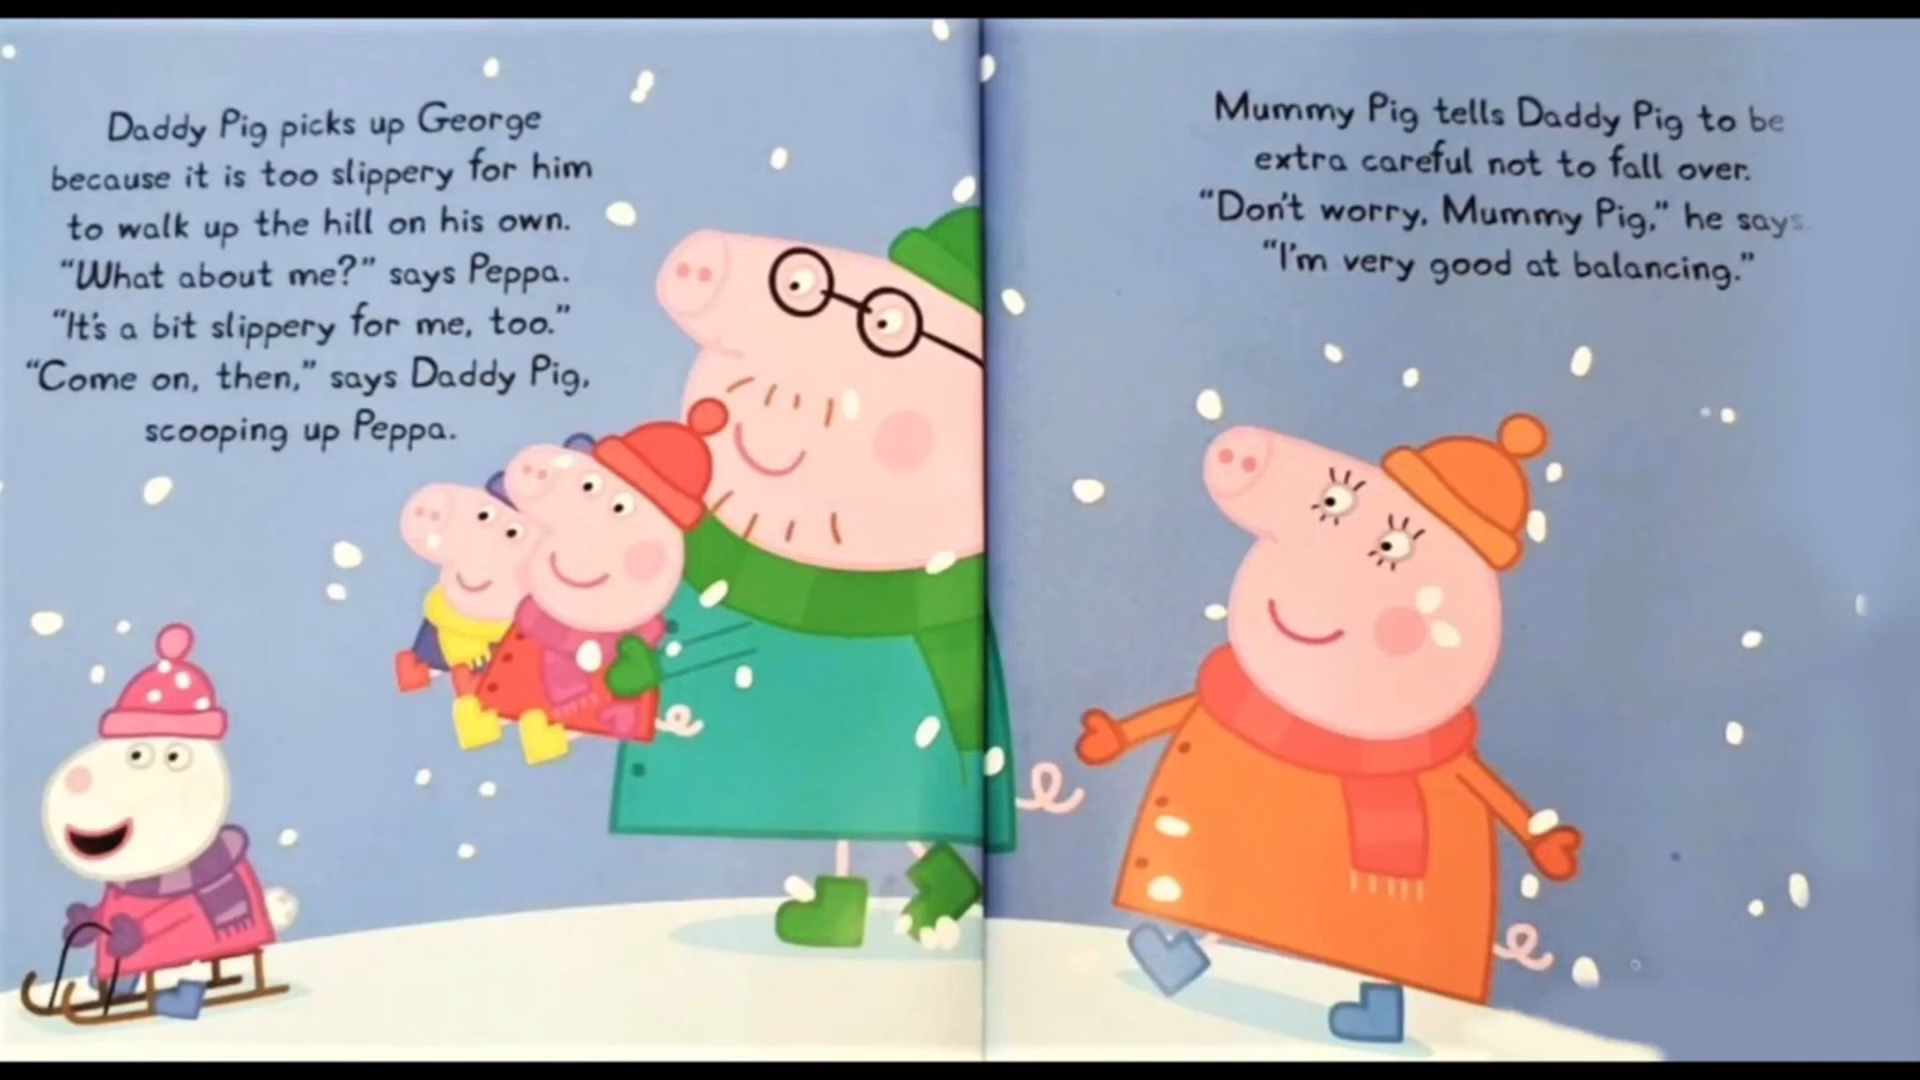 Daddy Pig picks up George
because it is too slippery for him
to walk up the hill on his own.
“What about me?” says Peppa.
“It's a bit slippery for me, too.”
“Come on, then,” says Daddy Pig,
scooping up Peppa.
Mummy Pig tells Daddy Pig to be
extra careful not to fall over.
“Don't worry, Mummy Pig,” he says.
“I'm very good at balancing.”